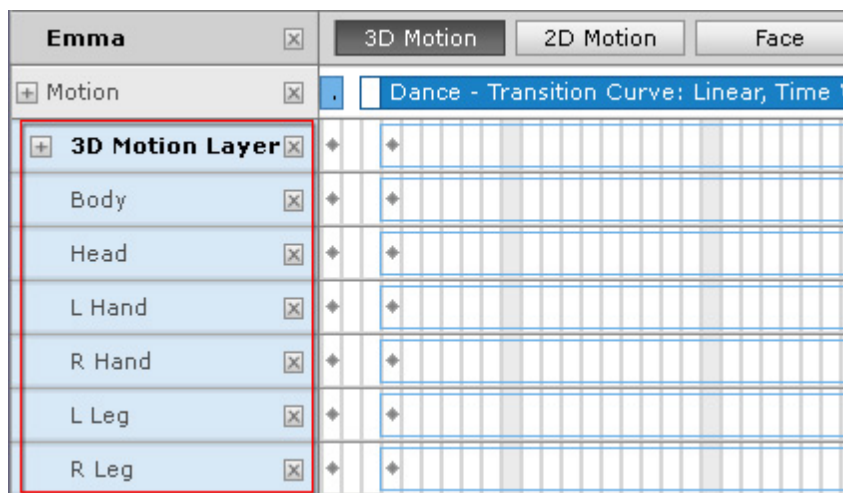 Emma 3D Motion 2D Motion Face
Motion . Dance - Transition Curve: Linear, Time
3D Motion Layer
Body
Head
L Hand
R Hand
L Leg
R Leg